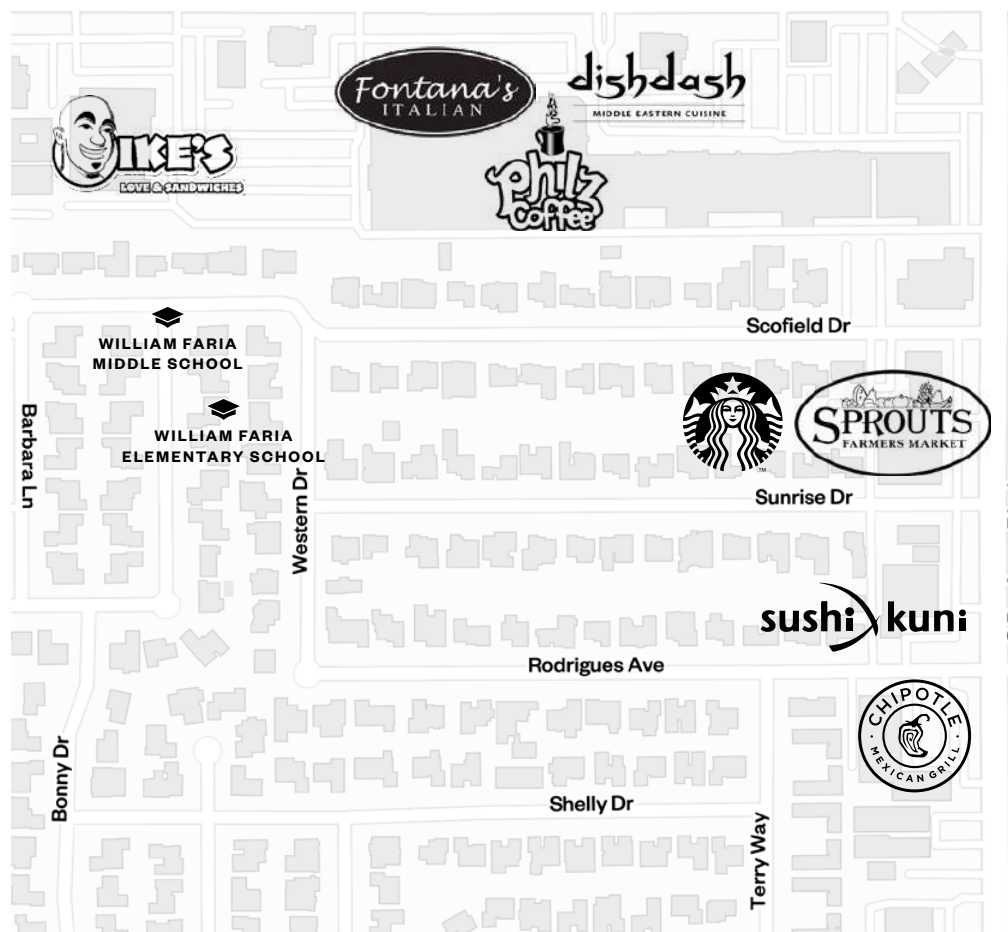 Fontana's
ITALIAN
dishdash
MIDDLE EASTERN CUISINE
IKE'S
LOVE & SANDWICHES
philz
Coffee
Scofield Dr
WILLIAM FARIA
MIDDLE SCHOOL
WILLIAM FARIA
ELEMENTARY SCHOOL
Barbara Ln
Western Dr
SPROUTS
FARMERS MARKET
TM
Sunrise Dr
sushi kuni
Rodrigues Ave
CHIPOTLE
MEXICAN GRILL
Bonny Dr
Shelly Dr
Terry Way